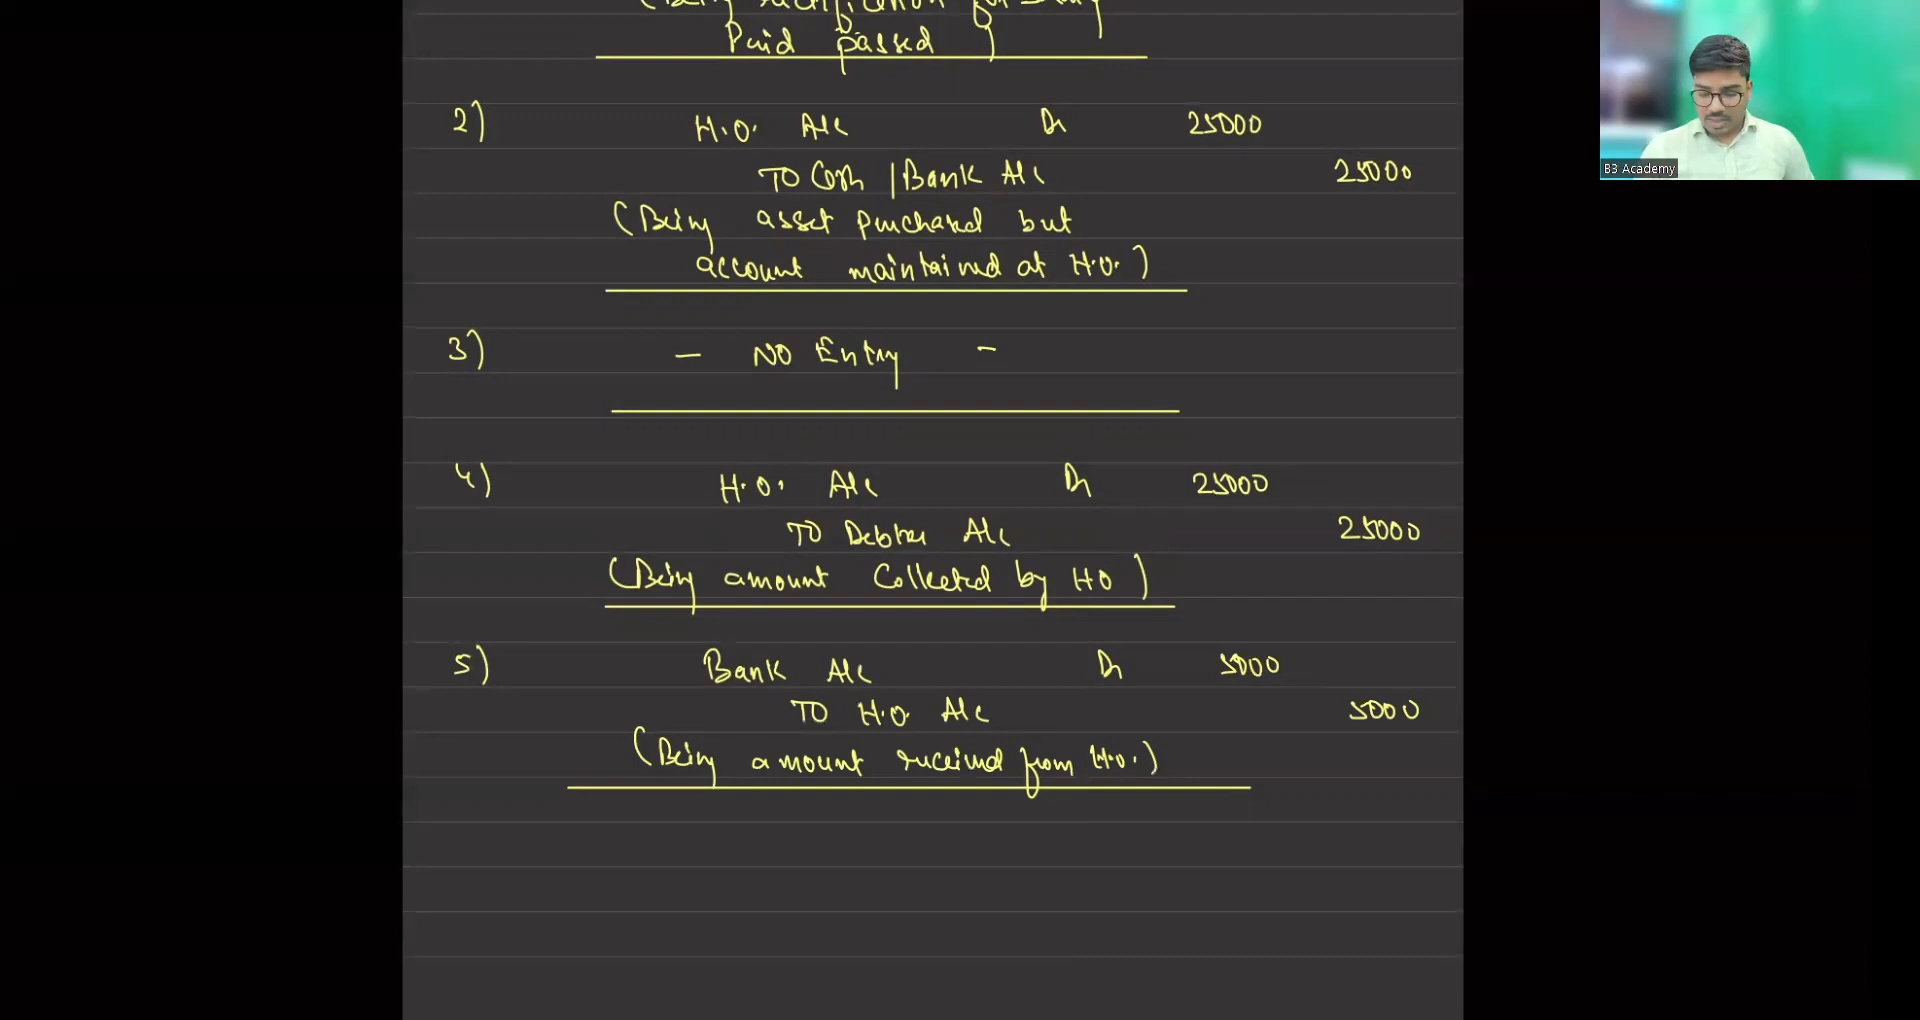 (Being rectification
Paid passed )
2) H.O. A/c Dr 25000
TO Cash / Bank A/c 25000
(Being asset purchased but
account maintained at H.O.)
3) — NO Entry —
4) H.O. A/c Dr 25000
TO Debtor A/c 25000
(Being amount Collected by HO)
5) Bank A/c Dr 5000
TO H.O. A/c 5000
(Being amount received from H.O.)
B3 Academy